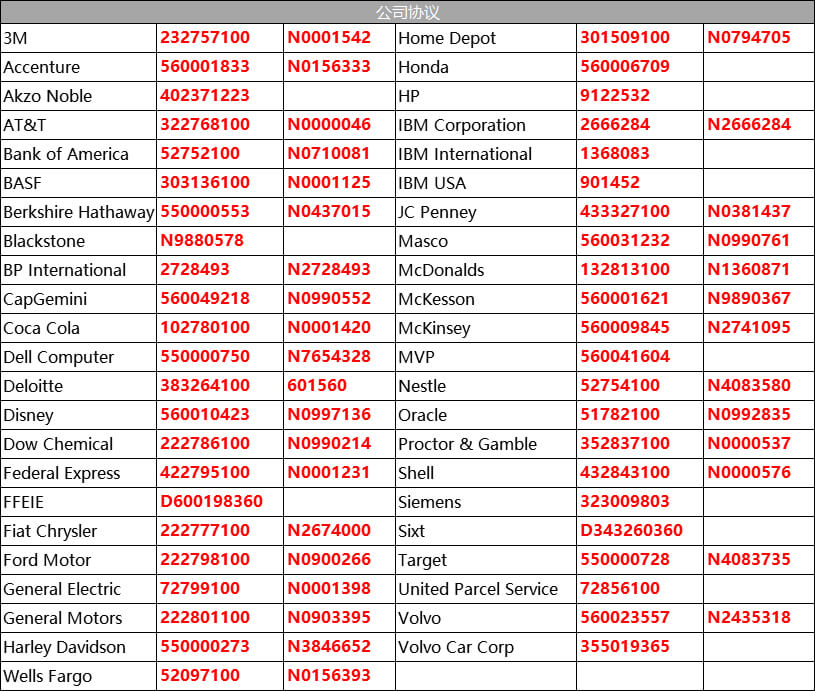 公司协议
3M 232757100 N0001542 Home Depot 301509100 N0794705
Accenture 560001833 N0156333 Honda 560006709
Akzo Noble 402371223 HP 9122532
AT&T 322768100 N0000046 IBM Corporation 2666284 N2666284
Bank of America 52752100 N0710081 IBM International 1368083
BASF 303136100 N0001125 IBM USA 901452
Berkshire Hathaway 550000553 N0437015 JC Penney 433327100 N0381437
Blackstone N9880578 Masco 560031232 N0990761
BP International 2728493 N2728493 McDonalds 132813100 N1360871
CapGemini 560049218 N0990552 McKesson 560001621 N9890367
Coca Cola 102780100 N0001420 McKinsey 560009845 N2741095
Dell Computer 550000750 N7654328 MVP 560041604
Deloitte 383264100 601560 Nestle 52754100 N4083580
Disney 560010423 N0997136 Oracle 51782100 N0992835
Dow Chemical 222786100 N0990214 Proctor & Gamble 352837100 N0000537
Federal Express 422795100 N0001231 Shell 432843100 N0000576
FFEIE D600198360 Siemens 323009803
Fiat Chrysler 222777100 N2674000 Sixt D343260360
Ford Motor 222798100 N0900266 Target 550000728 N4083735
General Electric 72799100 N0001398 United Parcel Service 72856100
General Motors 222801100 N0903395 Volvo 560023557 N2435318
Harley Davidson 550000273 N3846652 Volvo Car Corp 355019365
Wells Fargo 52097100 N0156393